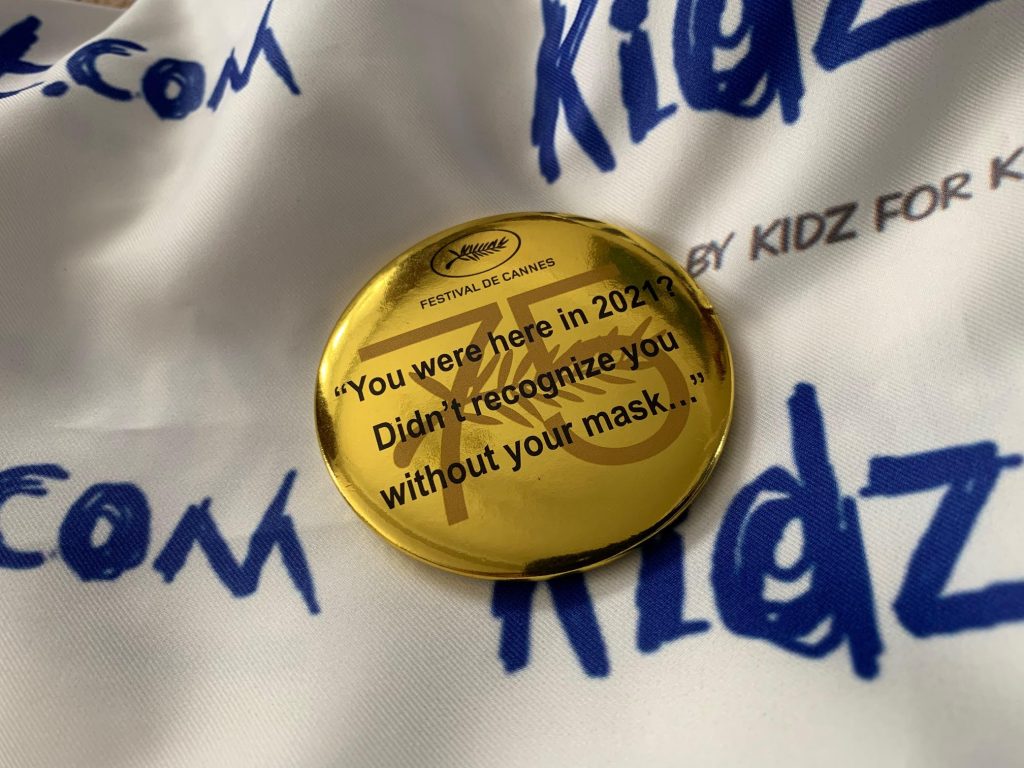 t.com
Kidz
BY KIDZ FOR K
FESTIVAL DE CANNES
75
“You were here in 2021?
Didn’t recognize you
without your mask…”
com
Kidz